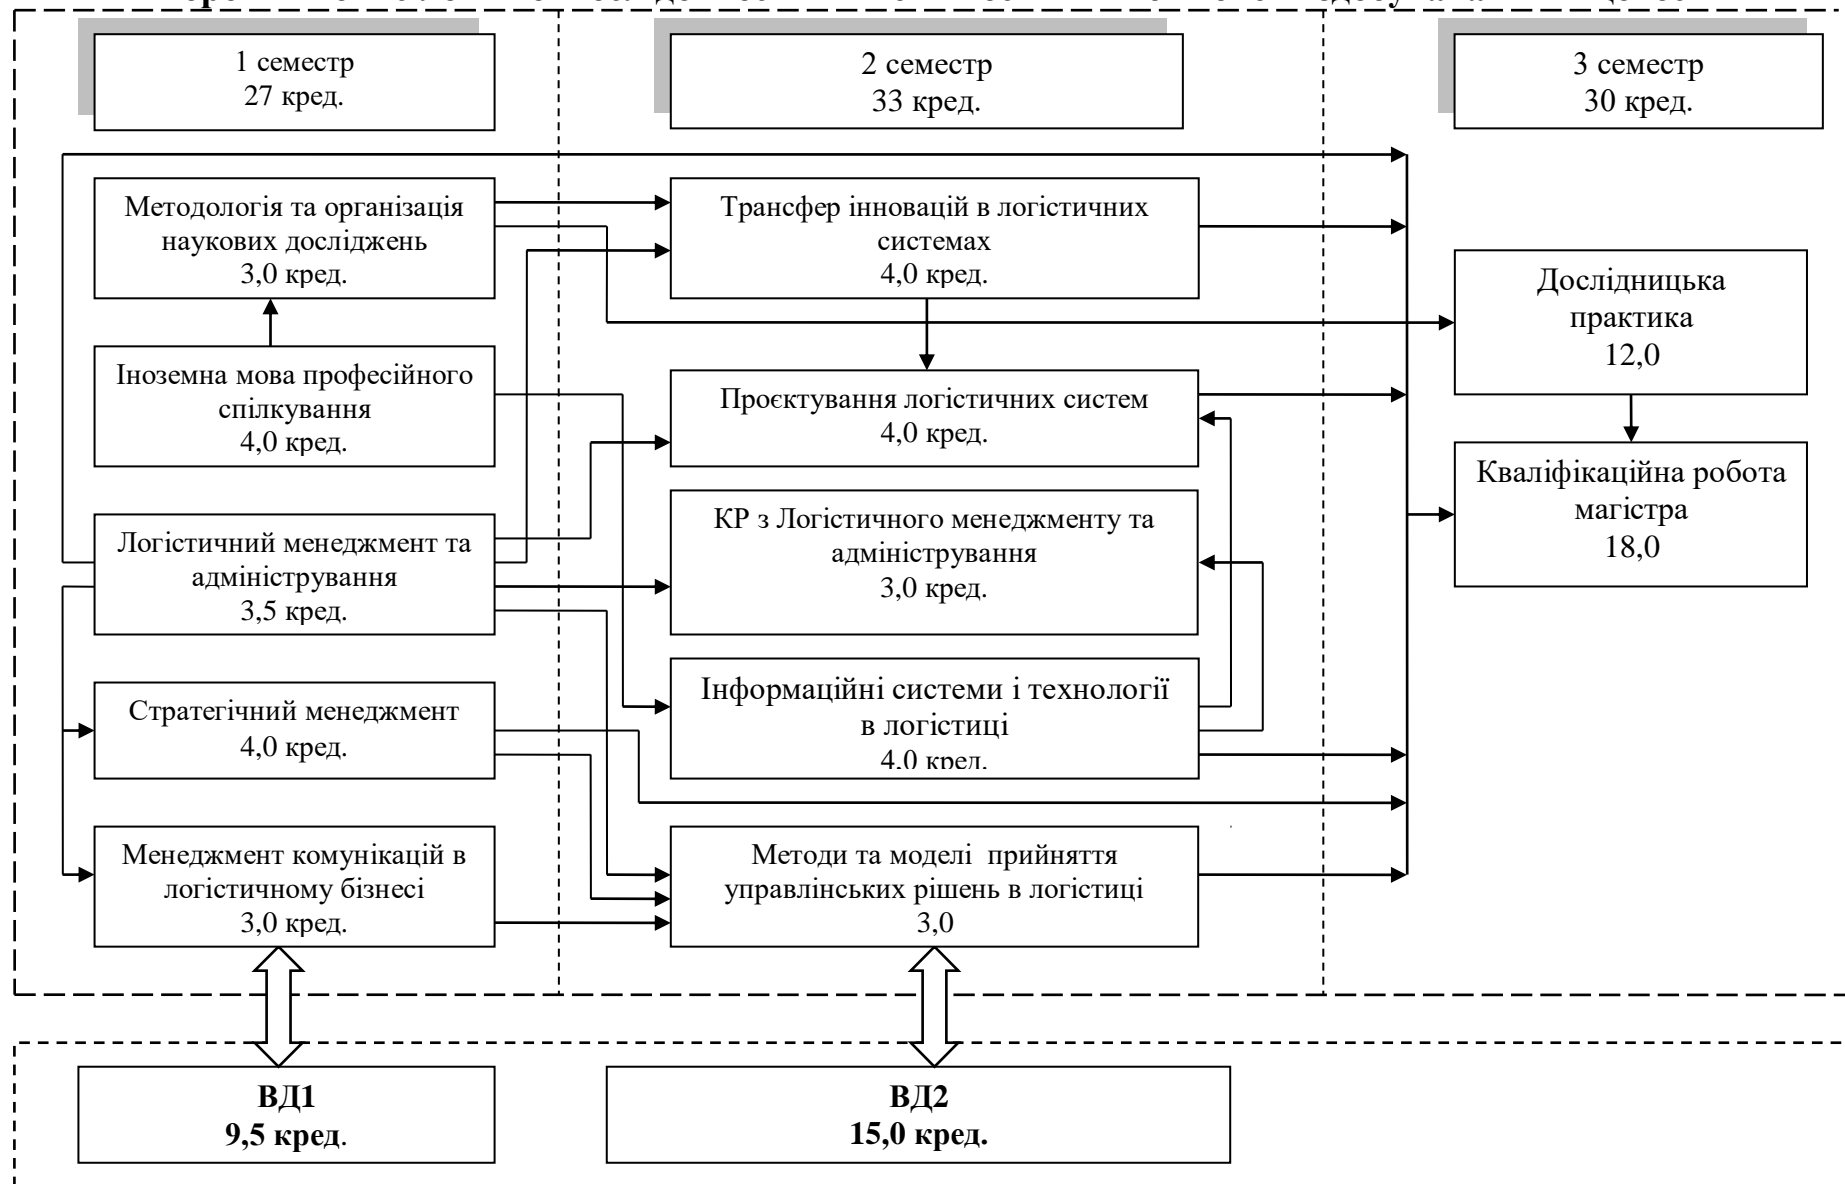 1 семестр
27 кред.
2 семестр
33 кред.
3 семестр
30 кред.
Методологія та організація
наукових досліджень
3,0 кред.
Трансфер інновацій в логістичних
системах
4,0 кред.
Дослідницька
практика
12,0
Іноземна мова професійного
спілкування
4,0 кред.
Проєктування логістичних систем
4,0 кред.
Кваліфікаційна робота
магістра
18,0
Логістичний менеджмент та
адміністрування
3,5 кред.
КР з Логістичного менеджменту та
адміністрування
3,0 кред.
Стратегічний менеджмент
4,0 кред.
Інформаційні системи і технології
в логістиці
4,0 кред.
Менеджмент комунікацій в
логістичному бізнесі
3,0 кред.
Методи та моделі прийняття
управлінських рішень в логістиці
3,0
ВД1
9,5 кред.
ВД2
15,0 кред.